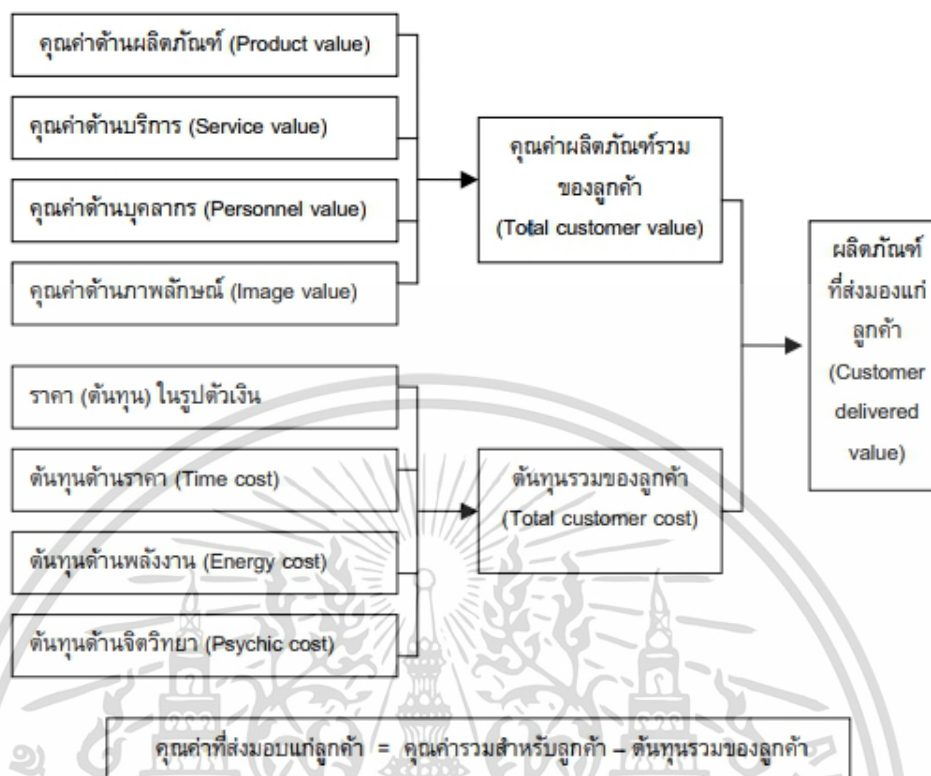 คุณค่าด้านผลิตภัณฑ์ (Product value)
คุณค่าด้านบริการ (Service value)
คุณค่าด้านบุคลากร (Personnel value)
คุณค่าด้านภาพลักษณ์ (Image value)
คุณค่าผลิตภัณฑ์รวม
ของลูกค้า
(Total customer value)
ราคา (ต้นทุน) ในรูปตัวเงิน
ต้นทุนด้านราคา (Time cost)
ต้นทุนด้านพลังงาน (Energy cost)
ต้นทุนด้านจิตวิทยา (Psychic cost)
ต้นทุนรวมของลูกค้า
(Total customer cost)
ผลิตภัณฑ์
ที่ส่งมองแก่
ลูกค้า
(Customer
delivered
value)
คุณค่าที่ส่งมอบแก่ลูกค้า = คุณค่ารวมสำหรับลูกค้า – ต้นทุนรวมของลูกค้า